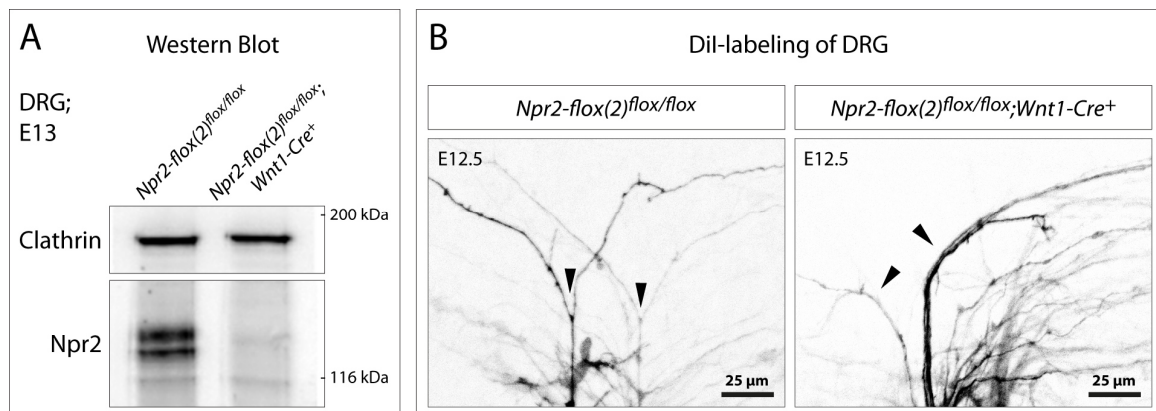 A
Western Blot
DRG;
E13
Npr2-flox(2)flox/flox
Npr2-flox(2)flox/flox;
Wnt1-Cre+
200 kDa
Clathrin
Npr2
116 kDa
B
DiI-labeling of DRG
Npr2-flox(2)flox/flox
Npr2-flox(2)flox/flox;Wnt1-Cre+
E12.5
25 µm
E12.5
25 µm